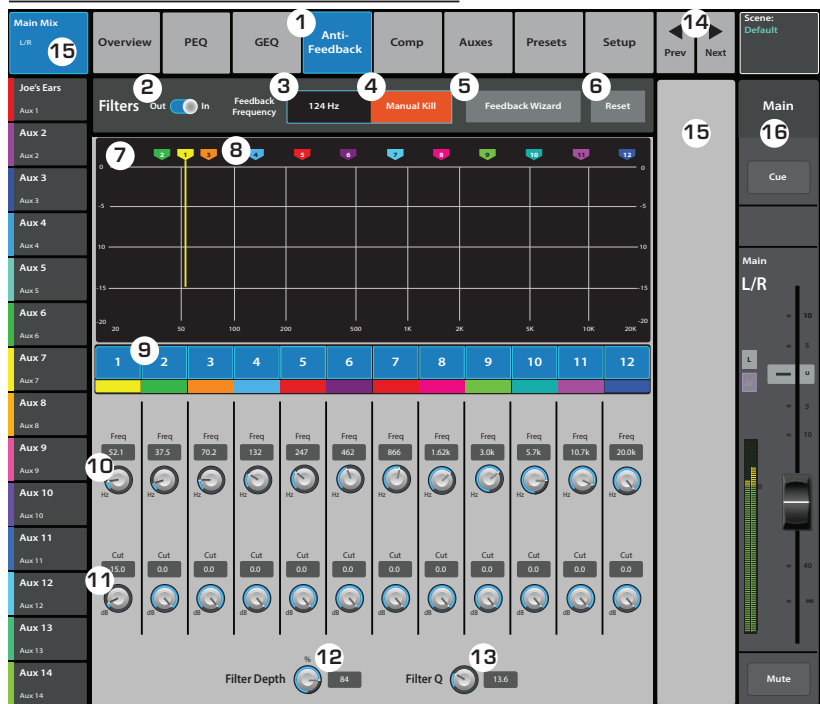 Main Mix
L/R
15
Overview
PEQ
GEQ
1
Anti-
Feedback
Comp
Auxes
Presets
Setup
14
Prev
Next
Scene:
Default
Joe's Ears
Aux 1
Aux 2
Aux 2
Aux 3
Aux 3
Aux 4
Aux 4
Aux 5
Aux 5
Aux 6
Aux 6
Aux 7
Aux 7
Aux 8
Aux 8
Aux 9
Aux 9
Aux 10
Aux 10
Aux 11
Aux 11
Aux 12
Aux 12
Aux 13
Aux 13
Aux 14
Aux 14
2
Filters
Out
In
3
Feedback
Frequency
124 Hz
4
Manual Kill
5
Feedback Wizard
6
Reset
7
8
2 1 3 4 5 6 7 8 9 10 11 12
0 0
-5 -5
10 -10
-15 -15
-20 -20
20 50 100 200 500 1K 2K 5K 10K 20K
9
1 2 3 4 5 6 7 8 9 10 11 12
Freq Freq Freq Freq Freq Freq Freq Freq Freq Freq Freq Freq
52.1 37.5 70.2 132 247 462 866 1.62k 3.0k 5.7k 10.7k 20.0k
10
Hz Hz Hz Hz Hz Hz Hz Hz Hz Hz Hz Hz
Cut Cut Cut Cut Cut Cut Cut Cut Cut Cut Cut Cut
-15.0 0.0 0.0 0.0 0.0 0.0 0.0 0.0 0.0 0.0 0.0 0.0
11
dB dB dB dB dB dB dB dB dB dB dB dB
12
%
Filter Depth
84
13
Filter Q
13.6
15
Main
16
Cue
Main
L/R
10
5
L
u
5
10
0
40
∞
Mute